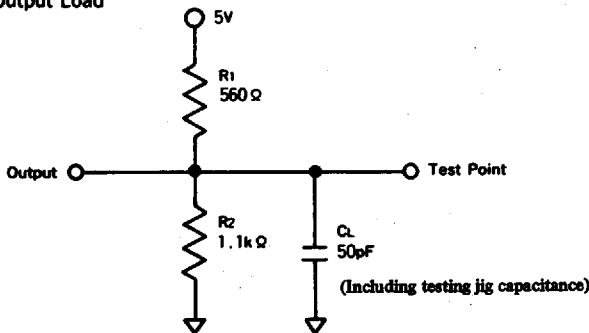 Output Load
5V
R1
560Ω
Output
Test Point
R2
1.1kΩ
CL
50pF
(Including testing jig capacitance)